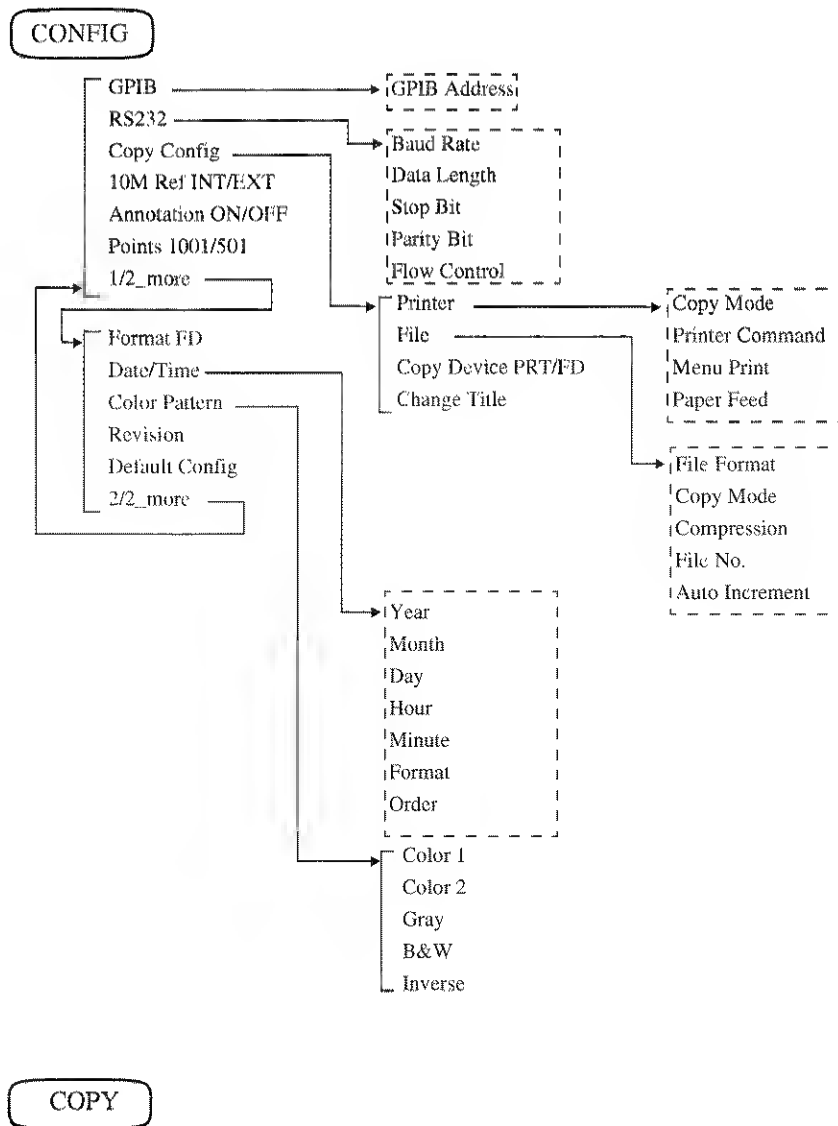 CONFIG
GPIB
RS232
Copy Config
10M Ref INT/EXT
Annotation ON/OFF
Points 1001/501
1/2_more
Format FD
Date/Time
Color Pattern
Revision
Default Config
2/2_more
GPIB Address
Baud Rate
Data Length
Stop Bit
Parity Bit
Flow Control
Printer
File
Copy Device PRT/FD
Change Title
Copy Mode
Printer Command
Menu Print
Paper Feed
File Format
Copy Mode
Compression
File No.
Auto Increment
Year
Month
Day
Hour
Minute
Format
Order
Color 1
Color 2
Gray
B&W
Inverse
COPY